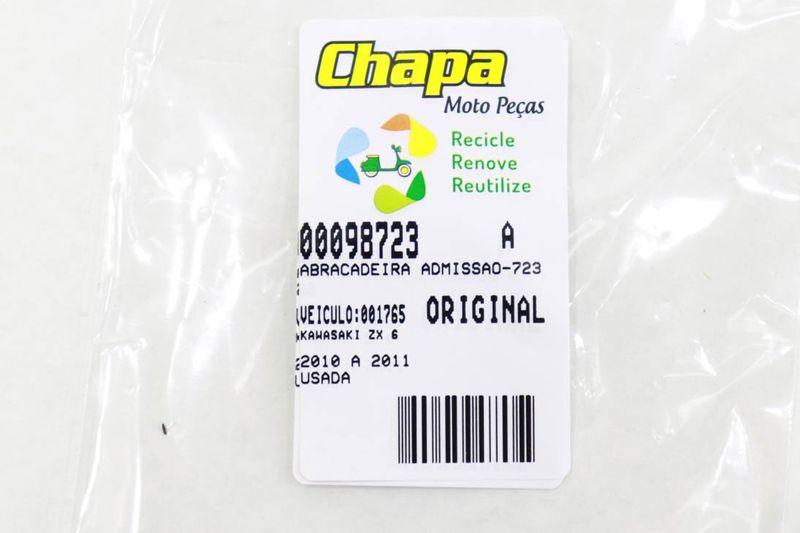 Chapa
Moto Peças
Recicle
Renove
Reutilize
00098723 A
ABRACADEIRA ADMISSAO-723
VEICULO:001765 ORIGINAL
KAWASAKI ZX 6
2010 A 2011
USADA